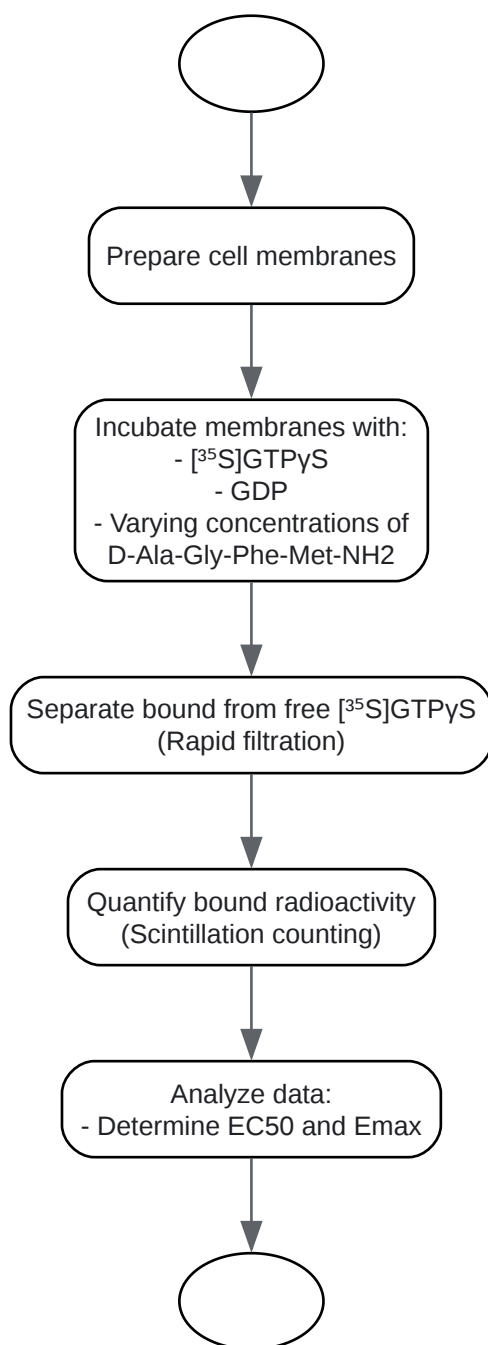 Prepare cell membranes
Incubate membranes with:
- [³⁵S]GTPγS
- GDP
- Varying concentrations of
D-Ala-Gly-Phe-Met-NH2
Separate bound from free [³⁵S]GTPγS
(Rapid filtration)
Quantify bound radioactivity
(Scintillation counting)
Analyze data:
- Determine EC50 and Emax